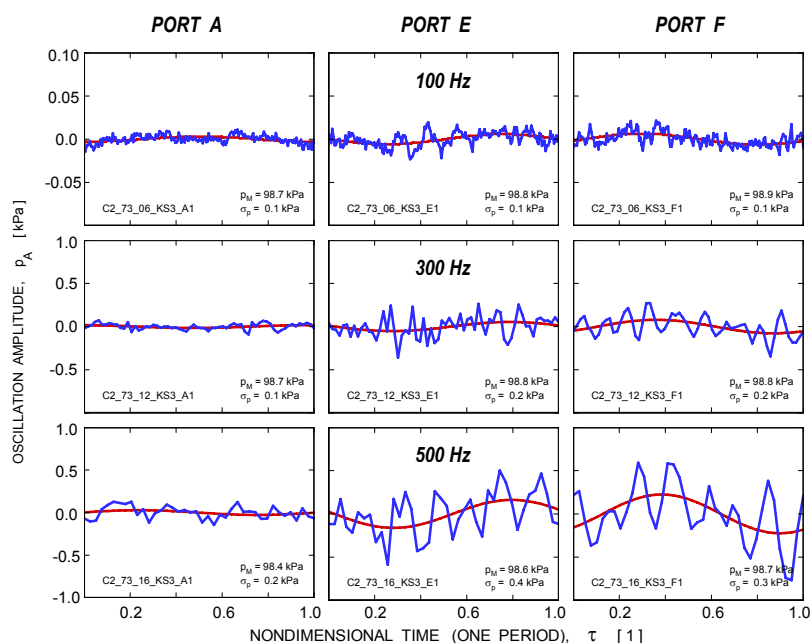 PORT A PORT E PORT F
0.10
0.05
0.0
-0.05
100 Hz
p_M = 98.7 kPa
σ_p = 0.1 kPa
C2_73_06_KS3_A1
p_M = 98.8 kPa
σ_p = 0.1 kPa
C2_73_06_KS3_E1
p_M = 98.9 kPa
σ_p = 0.1 kPa
C2_73_06_KS3_F1
OSCILLATION AMPLITUDE, p_A [kPa]
1.0
0.5
0.0
-0.5
300 Hz
p_M = 98.7 kPa
σ_p = 0.1 kPa
C2_73_12_KS3_A1
p_M = 98.8 kPa
σ_p = 0.2 kPa
C2_73_12_KS3_E1
p_M = 98.8 kPa
σ_p = 0.2 kPa
C2_73_12_KS3_F1
1.0
0.5
0.0
-0.5
-1.0
500 Hz
p_M = 98.4 kPa
σ_p = 0.2 kPa
C2_73_16_KS3_A1
p_M = 98.6 kPa
σ_p = 0.4 kPa
C2_73_16_KS3_E1
p_M = 98.7 kPa
σ_p = 0.3 kPa
C2_73_16_KS3_F1
0.2 0.6 1.0 0.2 0.6 1.0 0.2 0.6 1.0
NONDIMENSIONAL TIME (ONE PERIOD), τ [1]